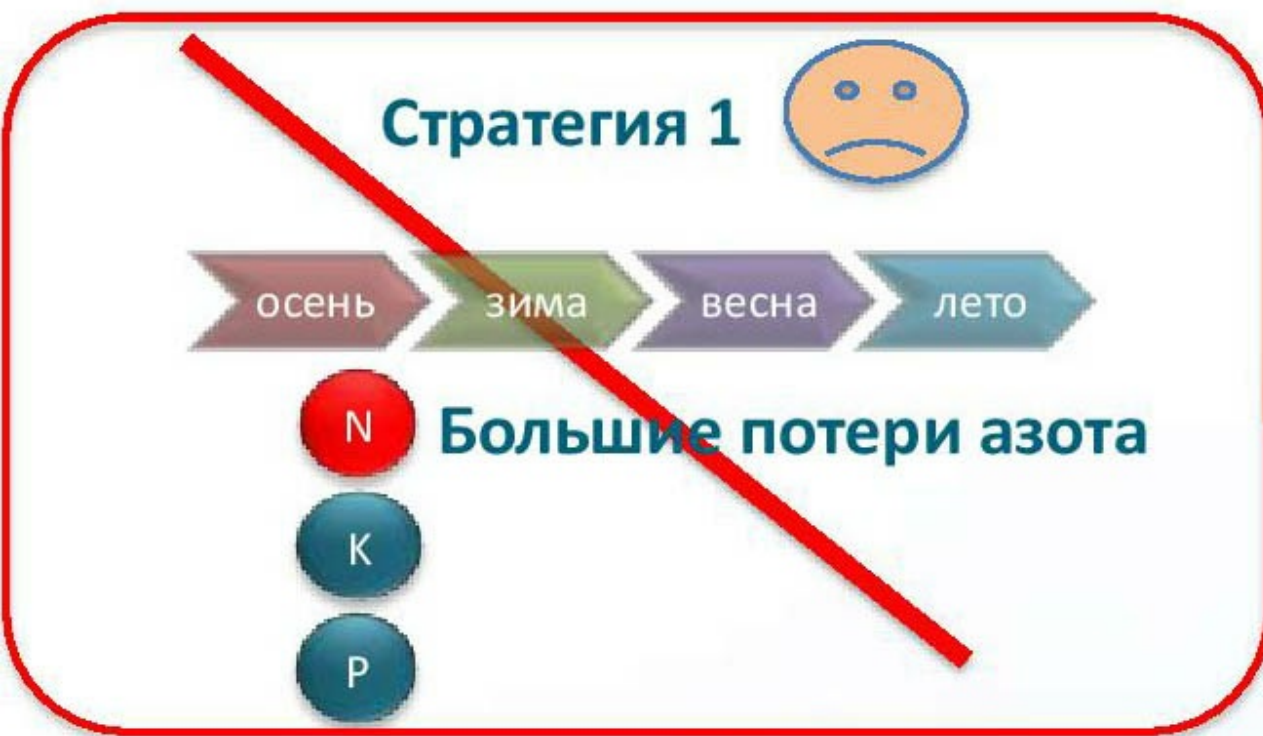 Стратегия 1
осень зима весна лето
N Большие потери азота
K
P